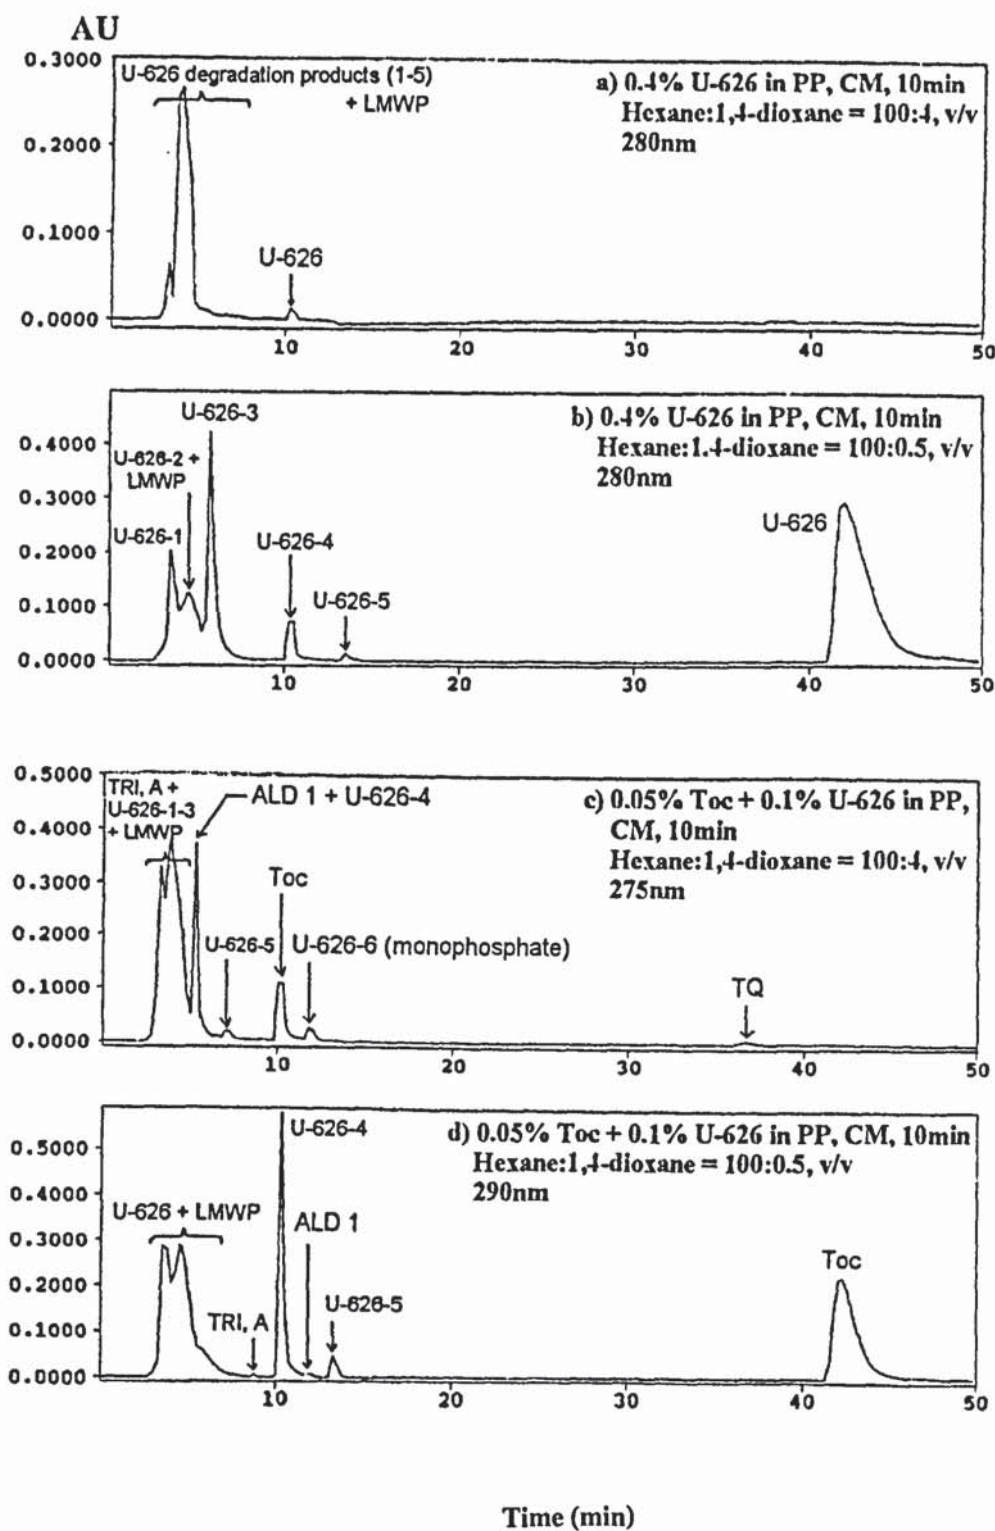 AU
0.3000
0.2000
0.1000
0.0000
U-626 degradation products (1-5)
+ LMWP
a) 0.4% U-626 in PP, CM, 10min
Hexane:1,4-dioxane = 100:4, v/v
280nm
U-626
10 20 30 40 50
0.4000
0.3000
0.2000
0.1000
0.0000
U-626-3
U-626-2 +
LMWP
U-626-1
U-626-4
U-626-5
b) 0.4% U-626 in PP, CM, 10min
Hexane:1.4-dioxane = 100:0.5, v/v
280nm
U-626
10 20 30 40 50
0.5000
0.4000
0.3000
0.2000
0.1000
0.0000
TRI, A +
U-626-1-3
+ LMWP
ALD 1 + U-626-4
Toc
U-626-5
U-626-6 (monophosphate)
c) 0.05% Toc + 0.1% U-626 in PP,
CM, 10min
Hexane:1,4-dioxane = 100:4, v/v
275nm
TQ
10 20 30 40 50
0.5000
0.4000
0.3000
0.2000
0.1000
0.0000
U-626 + LMWP
TRI, A
U-626-4
ALD 1
U-626-5
d) 0.05% Toc + 0.1% U-626 in PP, CM, 10min
Hexane:1,4-dioxane = 100:0.5, v/v
290nm
Toc
10 20 30 40 50
Time (min)